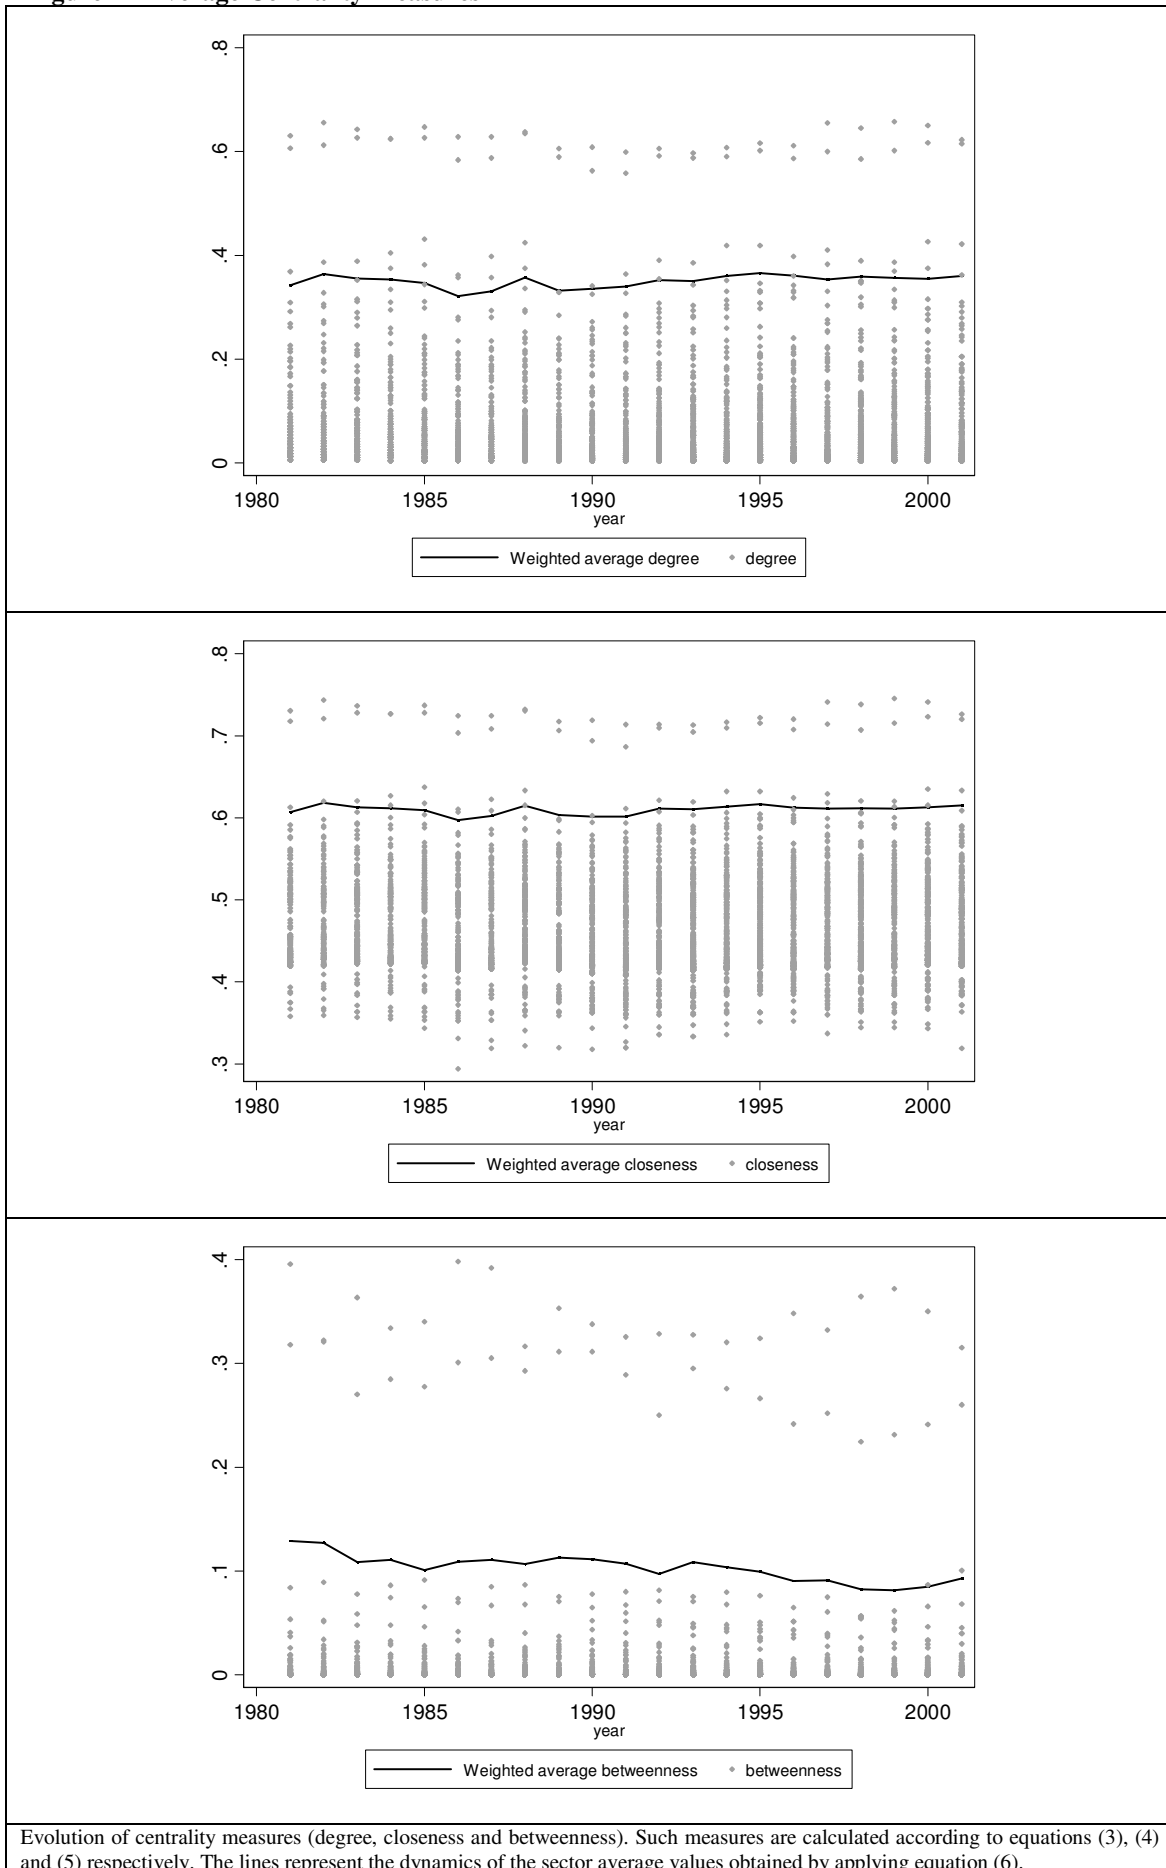 .8
.6
.4
.2
0
1980 1985 1990 1995 2000
year
Weighted average degree degree
.8
.7
.6
.5
.4
.3
1980 1985 1990 1995 2000
year
Weighted average closeness closeness
.4
.3
.2
.1
0
1980 1985 1990 1995 2000
year
Weighted average betweenness betweenness
Evolution of centrality measures (degree, closeness and betweenness). Such measures are calculated according to equations (3), (4)
and (5) respectively. The lines represent the dynamics of the sector average values obtained by applying equation (6).